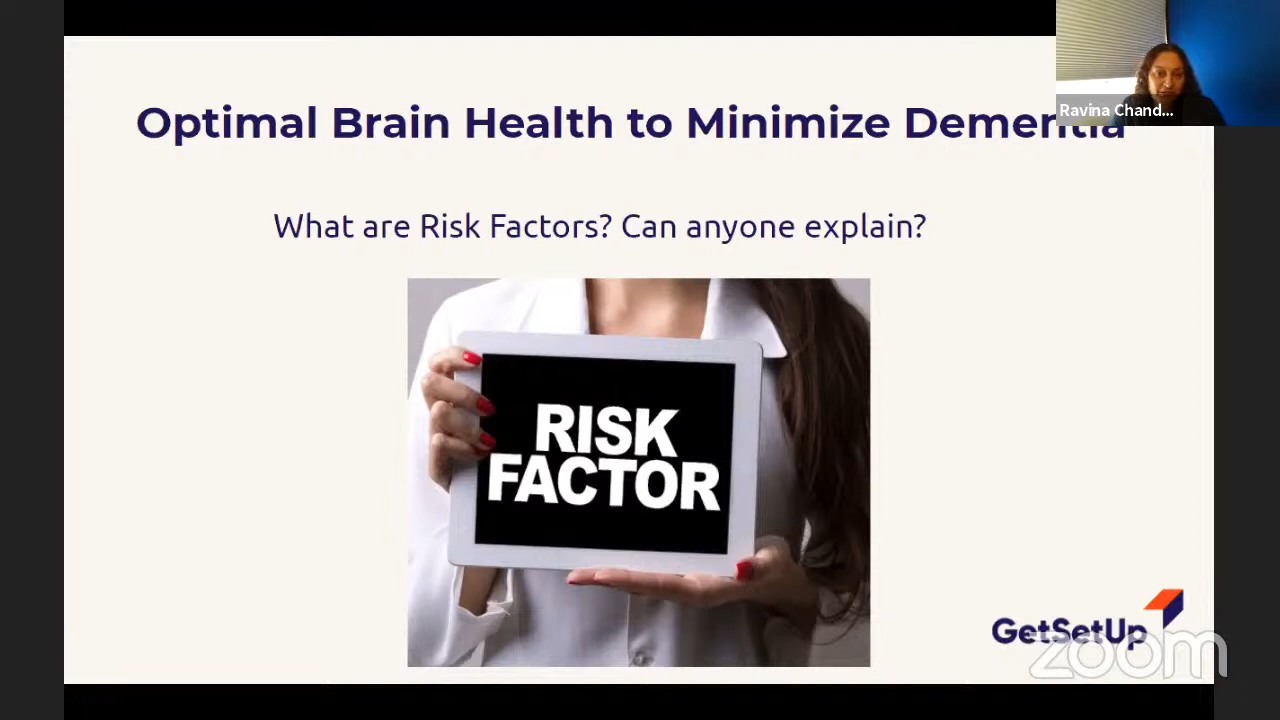 Optimal Brain Health to Minimize Dementia
Ravina Chand...
What are Risk Factors? Can anyone explain?
RISK
FACTOR
GetSetUp
zoom